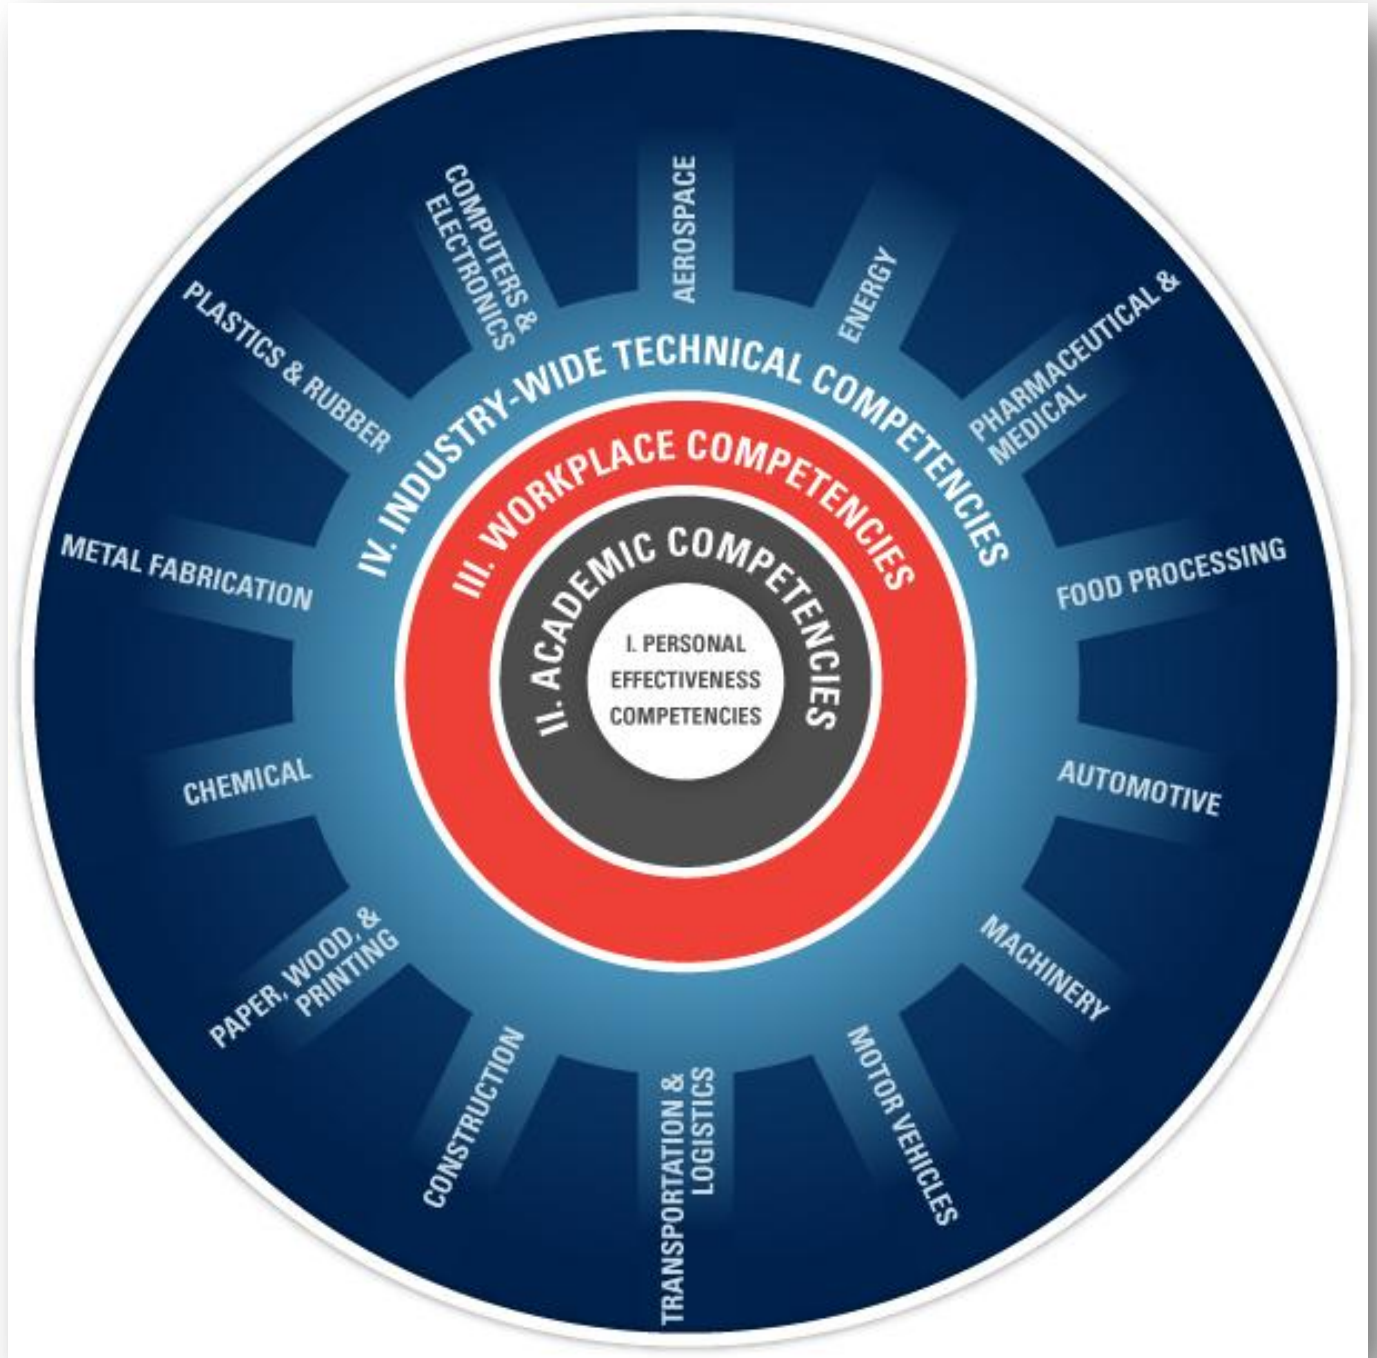 AEROSPACE
ENERGY
PHARMACEUTICAL &
MEDICAL
FOOD PROCESSING
AUTOMOTIVE
MACHINERY
MOTOR VEHICLES
TRANSPORTATION &
LOGISTICS
CONSTRUCTION
PAPER, WOOD, &
PRINTING
CHEMICAL
METAL FABRICATION
PLASTICS & RUBBER
COMPUTERS &
ELECTRONICS
IV. INDUSTRY-WIDE TECHNICAL COMPETENCIES
III. WORKPLACE COMPETENCIES
II. ACADEMIC COMPETENCIES
I. PERSONAL
EFFECTIVENESS
COMPETENCIES